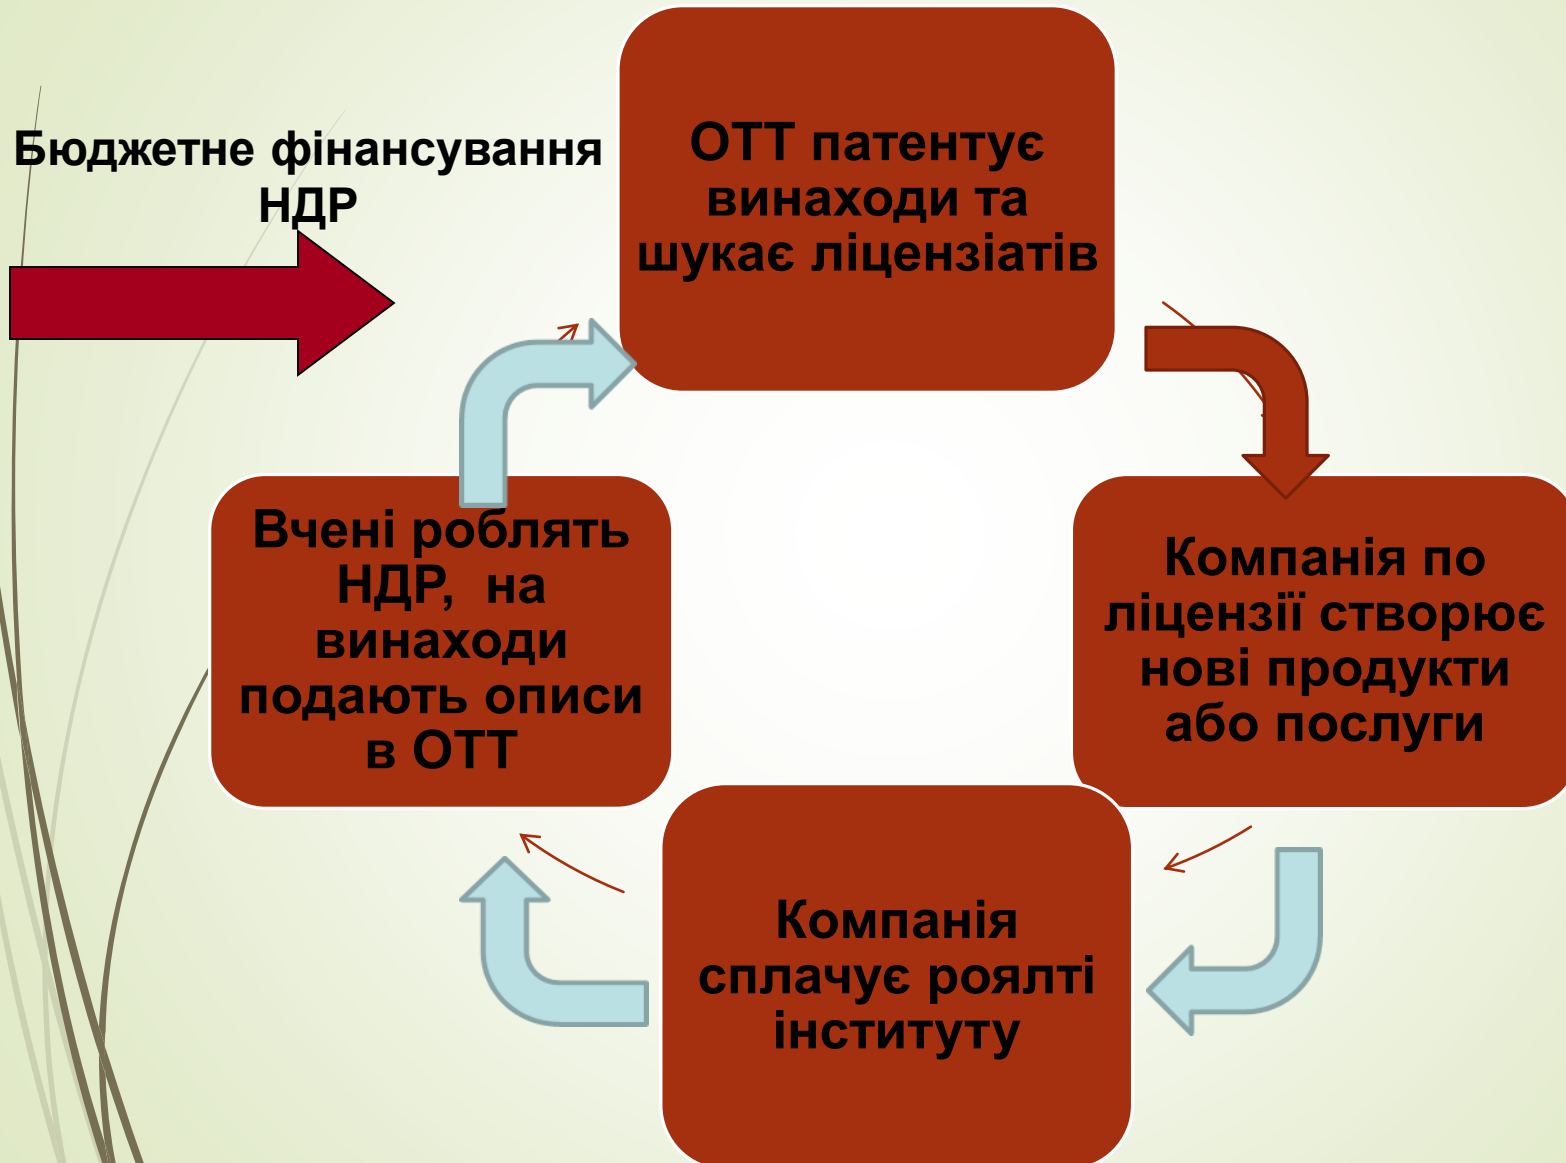 Бюджетне фінансування
НДР
ОТТ патентує
винаходи та
шукає ліцензіатів
Вчені роблять
НДР,  на
винаходи
подають описи
в ОТТ
Компанія по
ліцензії створює
нові продукти
або послуги
Компанія
сплачує роялті
інституту